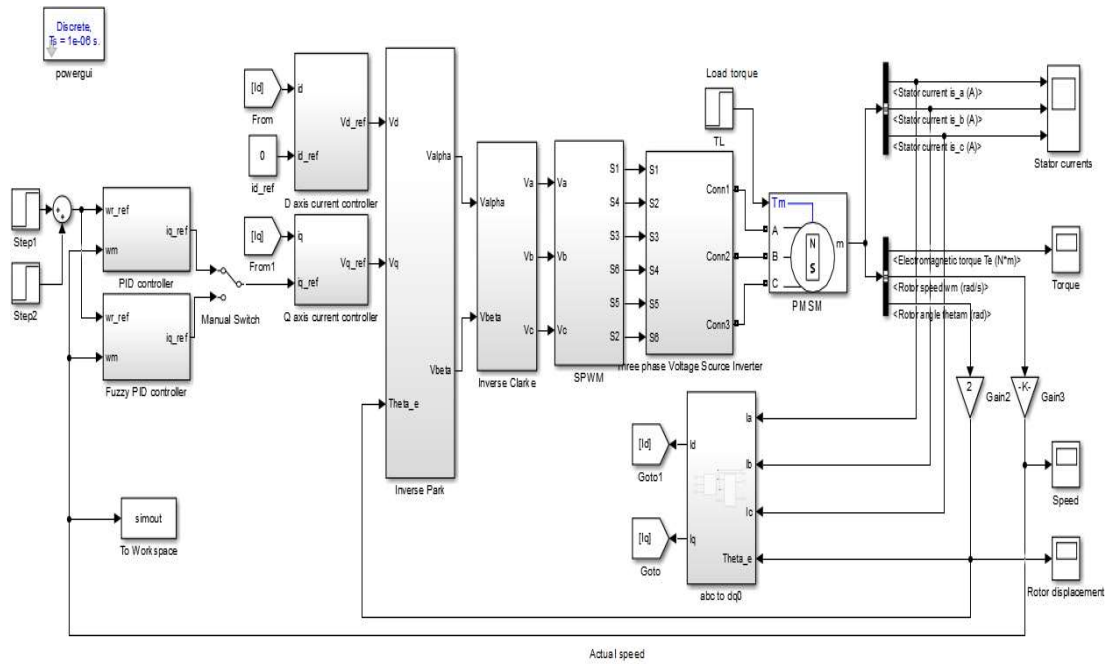 Discrete,
Ts = 1e-06 s.
powergui
[Id]
From
0
id_ref
id
id_ref
Vd_ref
D axis current controller
[Iq]
From1
iq
iq_ref
Vq_ref
Q axis current controller
Step1
Step2
wr_ref
wm
iq_ref
PID controller
wr_ref
wm
iq_ref
Fuzzy PID controller
Manual Switch
simout
To Workspace
Vd
Vq
Theta_e
Valpha
Vbeta
Inverse Park
Valpha
Vbeta
Va
Vb
Vc
Inverse Clarke
Va
Vb
Vc
S1
S4
S3
S6
S5
S2
SPWM
S1
S2
S3
S4
S5
S6
Conn1
Conn2
Conn3
Three phase Voltage Source Inverter
Load torque
TL
Tm
A
B
C
N
S
m
PMSM
<Stator current is_a (A)>
<Stator current is_b (A)>
<Stator current is_c (A)>
Stator currents
<Electromagnetic torque Te (N*m)>
<Rotor speed wm (rad/s)>
<Rotor angle thetam (rad)>
Torque
2
Gain2
-K-
Gain3
Speed
Rotor displacement
[Id]
Goto1
[Iq]
Goto
Id
Iq
Ia
Ib
Ic
Theta_e
abc to dq0
Actual speed